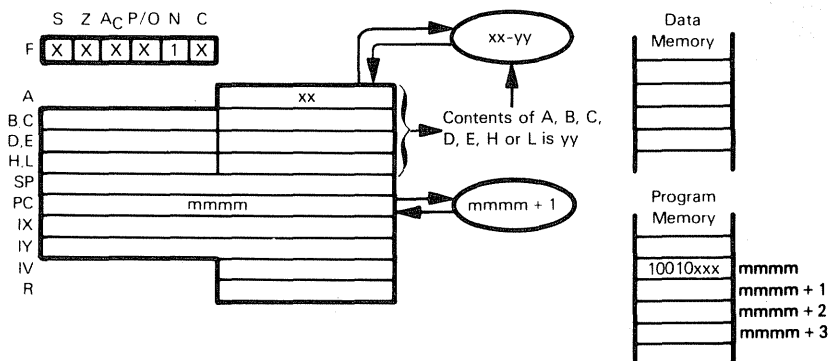 S Z AC P/O N C
F X X X X 1 X
A xx
B,C
D,E
H,L
SP
PC mmmm
IX
IY
IV
R
xx-yy
Contents of A, B, C,
D, E, H or L is yy
mmmm + 1
Data
Memory
Program
Memory
10010xxx mmmm
mmmm + 1
mmmm + 2
mmmm + 3